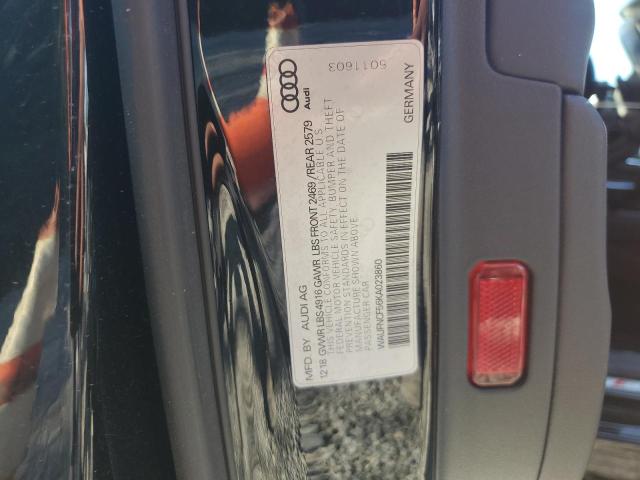 Audi
MFD. BY AUDI AG
12 18 GVWR LBS 4916 GAWR LBS FRONT 2469 / REAR 2579
THIS VEHICLE CONFORMS TO ALL APPLICABLE U S
FEDERAL MOTOR VEHICLE SAFETY, BUMPER AND THEFT
PREVENTION STANDARDS IN EFFECT ON THE DATE OF
MANUFACTURE SHOWN ABOVE.
PASSENGER CAR
WAUFNCF56KA023860
5011603
GERMANY